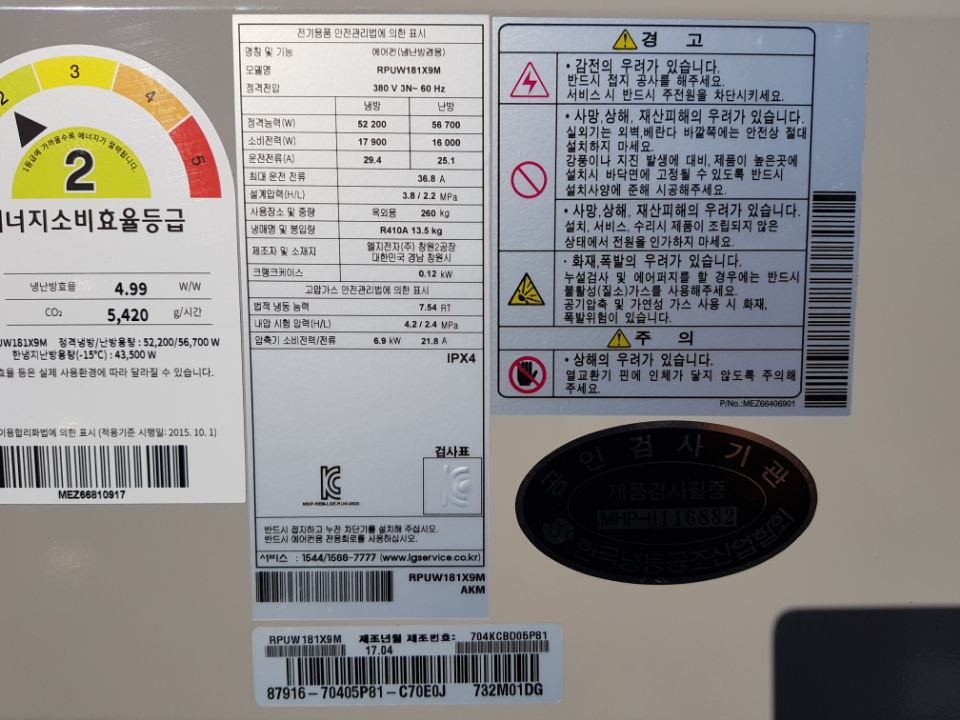 2
3
4
5
1등급에 가까울수록 에너지가 절약됩니다.
2
에너지소비효율등급
냉난방효율 4.99 W/W
CO₂ 5,420 g/시간
UW181X9M 정격냉방/난방용량 : 52,200/56,700 W
한냉지난방용량(-15°C) : 43,500 W
효율 등은 실제 사용환경에 따라 달라질 수 있습니다.
이용합리화법에 의한 표시 (적용기준 시행일: 2015. 10. 1)
MEZ66810917
전기용품 안전관리법에 의한 표시
명칭 및 기능 에어컨(냉난방겸용)
모델명 RPUW181X9M
정격전압 380 V 3N~ 60 Hz
냉방 난방
정격능력(W) 52 200 56 700
소비전력(W) 17 900 16 000
운전전류(A) 29.4 25.1
최대 운전 전류 36.8 A
설계압력(H/L) 3.8 / 2.2 MPa
사용장소 및 중량 옥외용 260 kg
냉매명 및 봉입량 R410A 13.5 kg
제조자 및 소재지 엘지전자(주) 창원2공장
대한민국 경남 창원시
크랭크케이스 0.12 kW
고압가스 안전관리법에 의한 표시
법적 냉동 능력 7.54 RT
내압 시험 압력(H/L) 4.2 / 2.4 MPa
압축기 소비전력/전류 6.9 kW 21.8 A
IPX4
검사표
반드시 접지하고 누전 차단기를 설치해 주십시오.
반드시 에어컨용 전용회로를 사용하십시오.
서비스 : 1544/1588-7777 (www.lgservice.co.kr)
RPUW181X9M
AKM
RPUW181X9M 제조년월 제조번호: 704KCBD05P81
17.04
87916-70405P81-C70E0J 732M01DG
경 고
• 감전의 우려가 있습니다.
반드시 접지 공사를 해주세요.
서비스 시 반드시 주전원을 차단시키세요.
• 사망,상해, 재산피해의 우려가 있습니다.
실외기는 외벽,베란다 바깥쪽에는 안전상 절대
설치하지 마세요.
강풍이나 지진 발생에 대비, 제품이 높은곳에
설치시 바닥면에 고정될 수 있도록 반드시
설치사양에 준해 시공해주세요.
• 사망,상해, 재산피해의 우려가 있습니다.
설치, 서비스, 수리시 제품이 조립되지 않은
상태에서 전원을 인가하지 마세요.
• 화재,폭발의 우려가 있습니다.
누설검사 및 에어퍼지를 할 경우에는 반드시
불활성(질소)가스를 사용해주세요.
공기압축 및 가연성 가스 사용 시 화재,
폭발위험이 있습니다.
주 의
• 상해의 우려가 있습니다.
열교환기 핀에 인체가 닿지 않도록 주의해
주세요.
P/No.:MEZ66406901
공인검사기관
제품검사필증
MHP-0116882
한국냉동공조산업협회